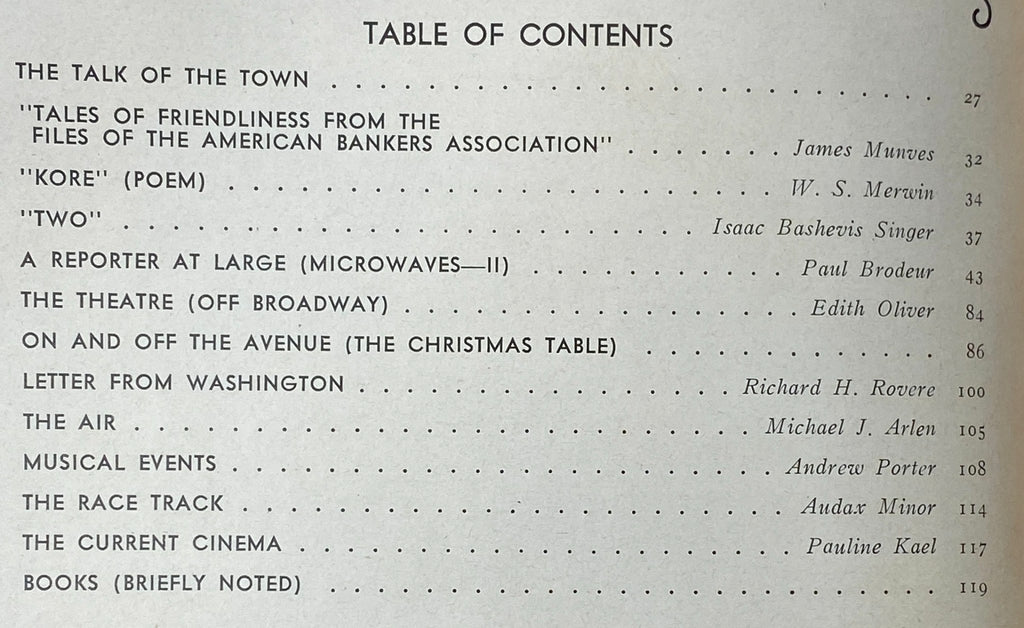 TABLE OF CONTENTS
THE TALK OF THE TOWN . . . . . . . . . . . . . . . . . . . . . . . . 27
"TALES OF FRIENDLINESS FROM THE
FILES OF THE AMERICAN BANKERS ASSOCIATION" . . . . . . . James Munves 32
"KORE" (POEM) . . . . . . . . . . . . . . . . . . . . . . W. S. Merwin 34
"TWO" . . . . . . . . . . . . . . . . . . . . . . . Isaac Bashevis Singer 37
A REPORTER AT LARGE (MICROWAVES—II) . . . . . . . . . . Paul Brodeur 43
THE THEATRE (OFF BROADWAY) . . . . . . . . . . . . . . . . Edith Oliver 84
ON AND OFF THE AVENUE (THE CHRISTMAS TABLE) . . . . . . . . . . . . 86
LETTER FROM WASHINGTON . . . . . . . . . . . . . . . Richard H. Rovere 100
THE AIR . . . . . . . . . . . . . . . . . . . . . . . . . Michael J. Arlen 105
MUSICAL EVENTS . . . . . . . . . . . . . . . . . . . . . . Andrew Porter 108
THE RACE TRACK . . . . . . . . . . . . . . . . . . . . . . Audax Minor 114
THE CURRENT CINEMA . . . . . . . . . . . . . . . . . . . . Pauline Kael 117
BOOKS (BRIEFLY NOTED) . . . . . . . . . . . . . . . . . . . . . . . . . 119